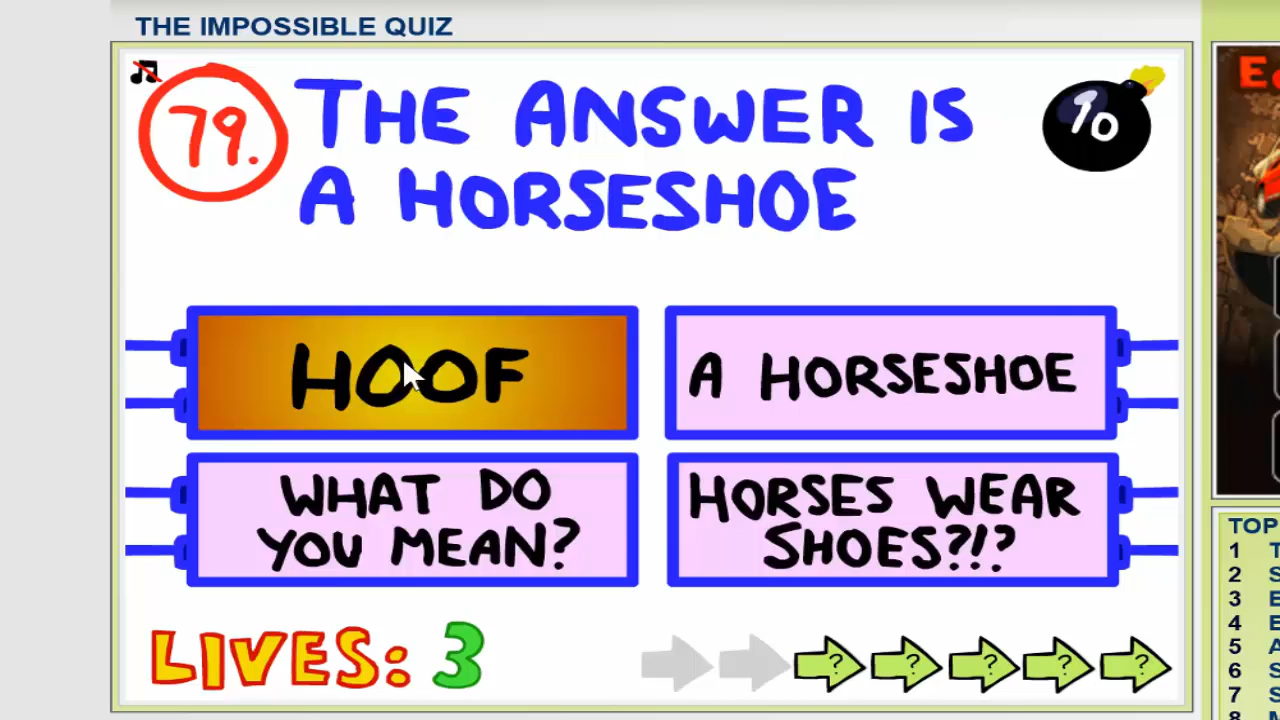 THE IMPOSSIBLE QUIZ
79.
THE ANSWER IS
A HORSESHOE
10
HOOF
A HORSESHOE
WHAT DO
YOU MEAN?
HORSES WEAR
SHOES?!?
LIVES: 3
? ? ? ? ?
E
TOP
1 T
2 S
3 E
4 E
5 A
6 S
7 S
8 M